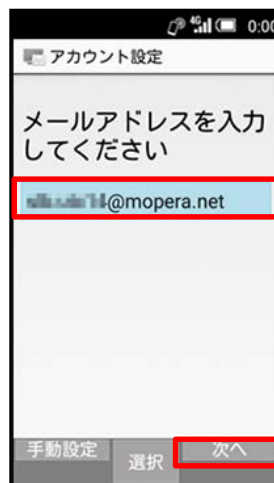 4G 0:00
アカウント設定
メールアドレスを入力
してください
@mopera.net
手動設定 選択 次へ